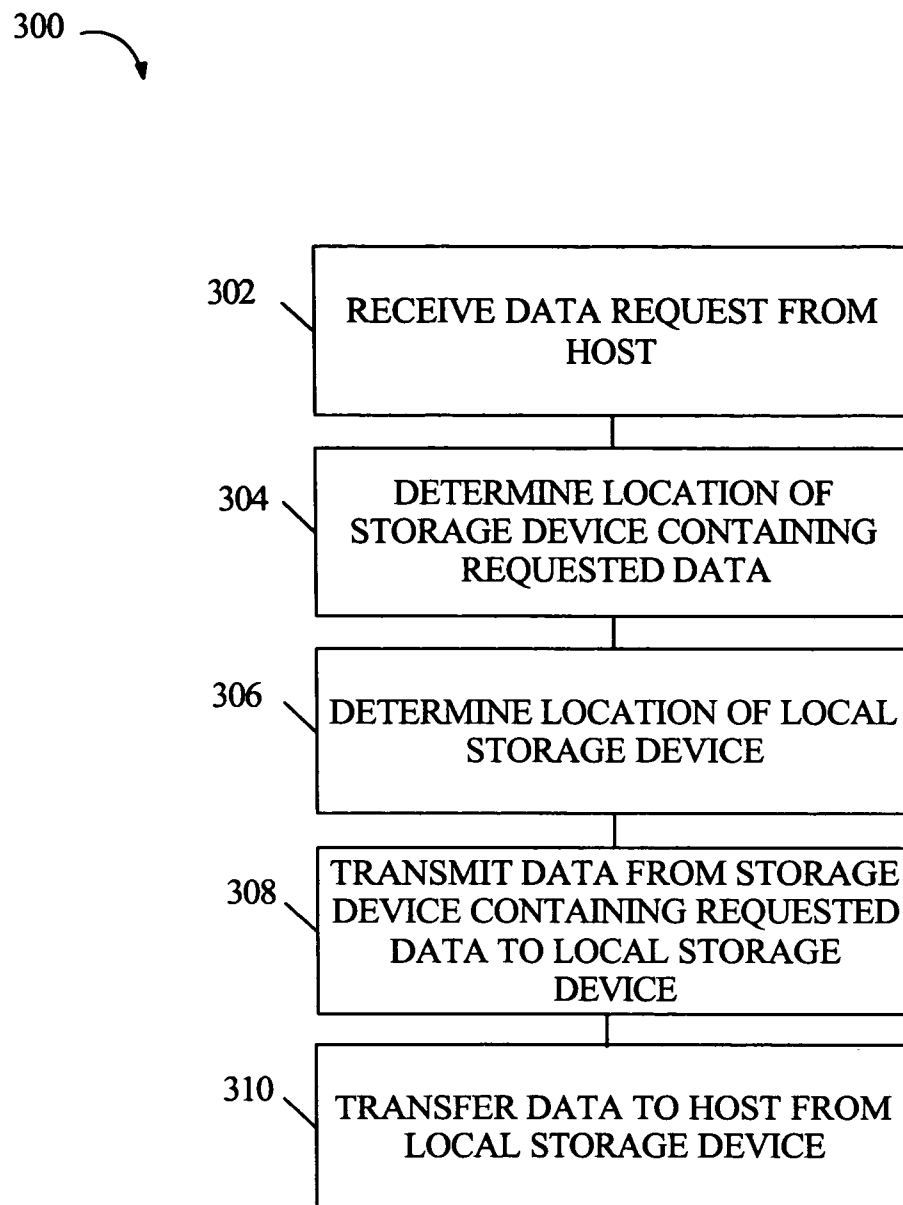 300
302
RECEIVE DATA REQUEST FROM
HOST
304
DETERMINE LOCATION OF
STORAGE DEVICE CONTAINING
REQUESTED DATA
306
DETERMINE LOCATION OF LOCAL
STORAGE DEVICE
308
TRANSMIT DATA FROM STORAGE
DEVICE CONTAINING REQUESTED
DATA TO LOCAL STORAGE
DEVICE
310
TRANSFER DATA TO HOST FROM
LOCAL STORAGE DEVICE